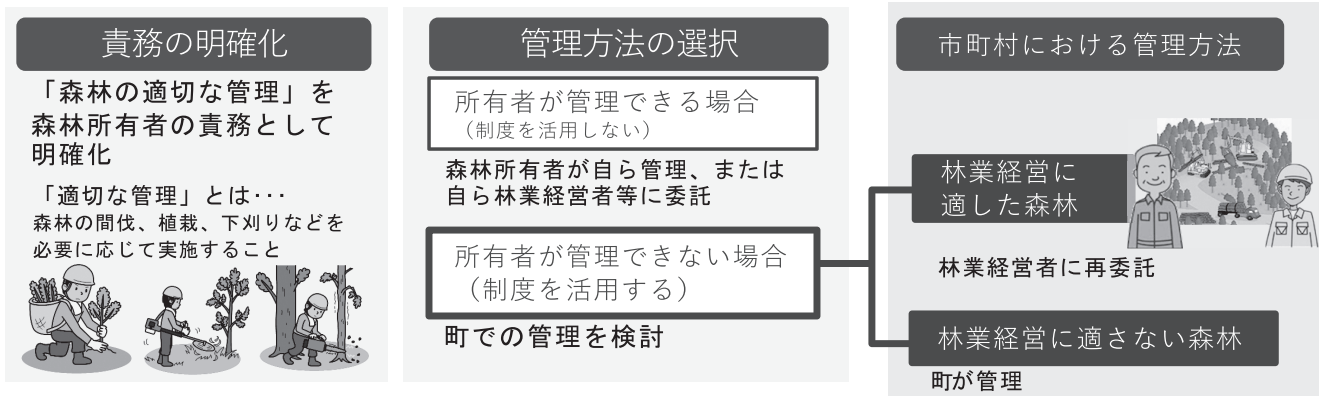 責務の明確化
「森林の適切な管理」を
森林所有者の責務として
明確化
「適切な管理」とは･･･
森林の間伐、植栽、下刈りなどを
必要に応じて実施すること
管理方法の選択
所有者が管理できる場合
（制度を活用しない）
森林所有者が自ら管理、または
自ら林業経営者等に委託
所有者が管理できない場合
（制度を活用する）
町での管理を検討
市町村における管理方法
林業経営に
適した森林
林業経営者に再委託
林業経営に適さない森林
町が管理